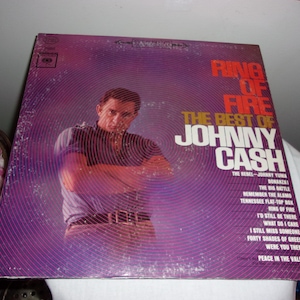 RING
OF
FIRE
THE BEST OF
JOHNNY
CASH
THE REBEL—JOHNNY YUMA
BONANZA!
THE BIG BATTLE
REMEMBER THE ALAMO
TENNESSEE FLAT-TOP BOX
RING OF FIRE
I'D STILL BE THERE
WHAT DO I CARE
I STILL MISS SOMEONE
FORTY SHADES OF GREEN
WERE YOU THERE
PEACE IN THE VALL